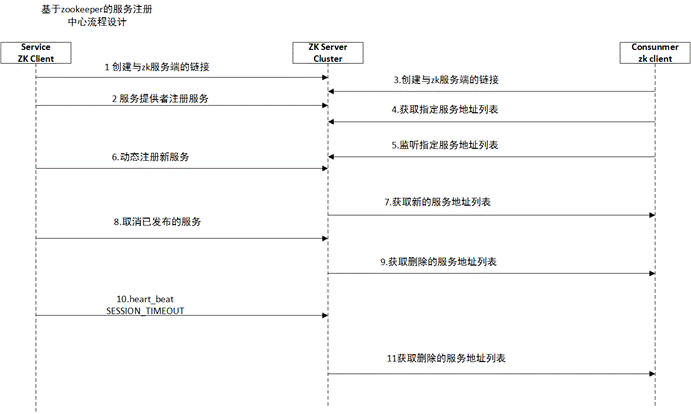 基于zookeeper的服务注册
中心流程设计
Service
ZK Client
ZK Server
Cluster
Consunmer
zk client
1 创建与zk服务端的链接
3.创建与zk服务端的链接
2 服务提供者注册服务
4.获取指定服务地址列表
5.监听指定服务地址列表
6.动态注册新服务
7.获取新的服务地址列表
8.取消已发布的服务
9.获取删除的服务地址列表
10.heart_beat
SESSION_TIMEOUT
11获取删除的服务地址列表